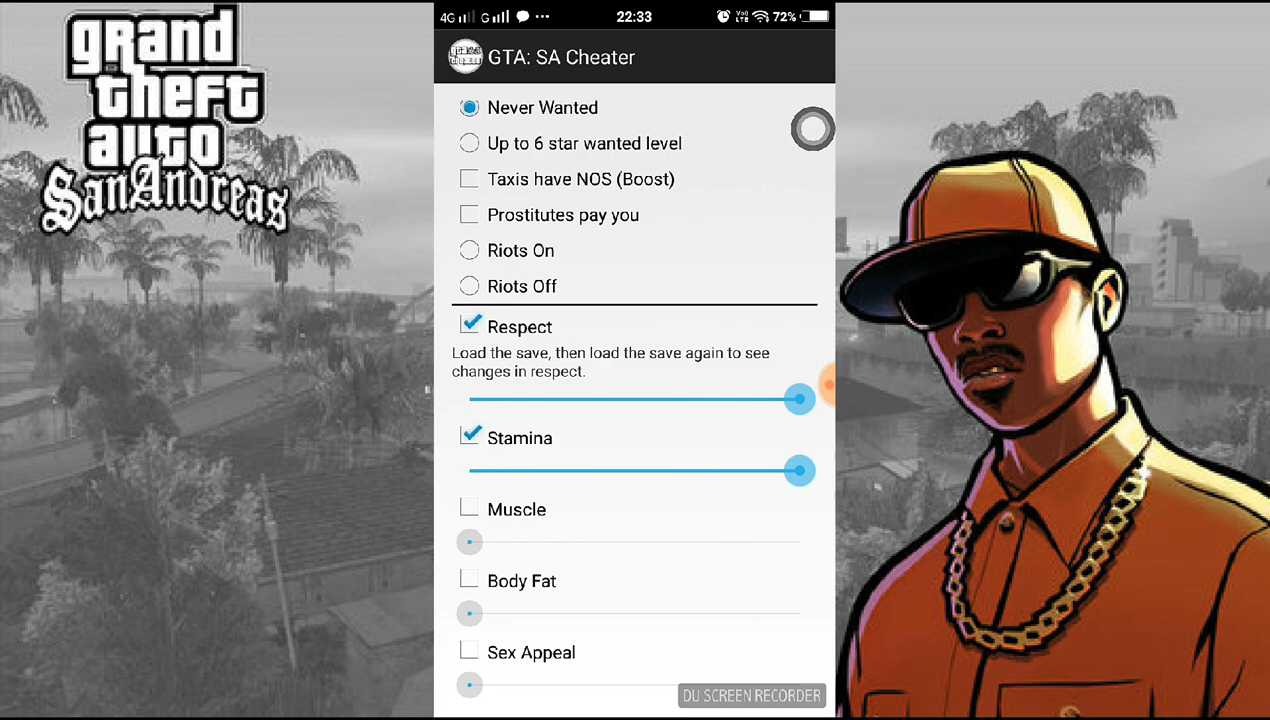 grand
theft
auto
SanAndreas
4G G 22:33 VoI LTE 72%
GTA: SA Cheater
Never Wanted
Up to 6 star wanted level
Taxis have NOS (Boost)
Prostitutes pay you
Riots On
Riots Off
Respect
Load the save, then load the save again to see
changes in respect.
Stamina
Muscle
Body Fat
Sex Appeal
DU SCREEN RECORDER